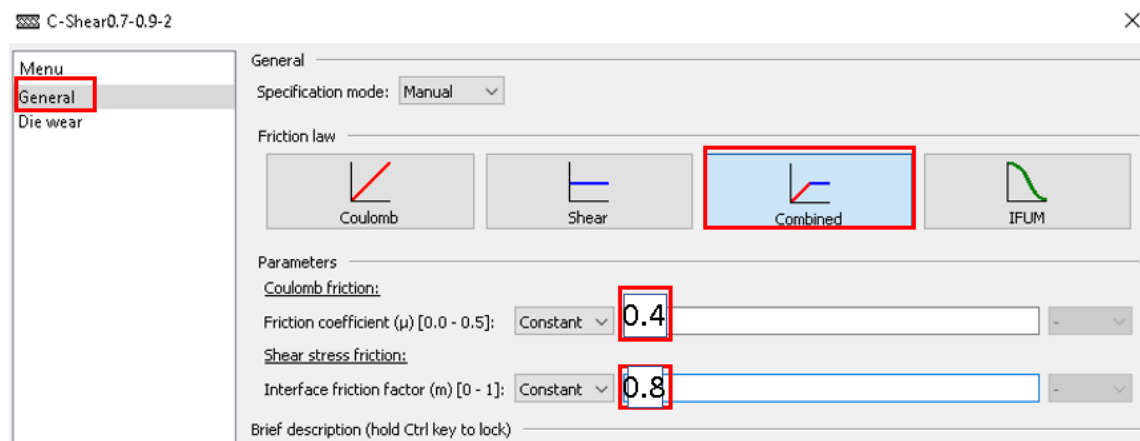 C-Shear0.7-0.9-2
Menu
General
Die wear
General
Specification mode: Manual
Friction law
Coulomb
Shear
Combined
IFUM
Parameters
Coulomb friction:
Friction coefficient (μ) [0.0 - 0.5]: Constant 0.4 -
Shear stress friction:
Interface friction factor (m) [0 - 1]: Constant 0.8 -
Brief description (hold Ctrl key to lock)